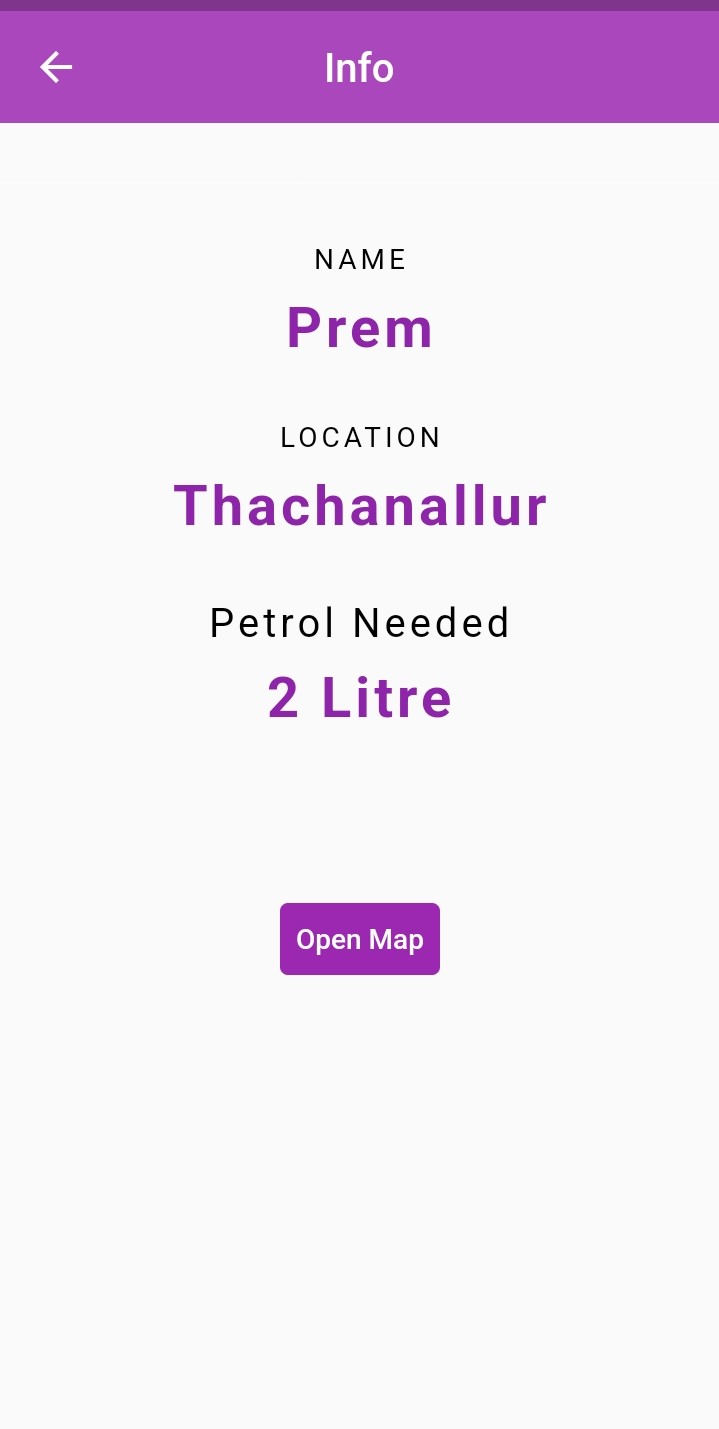 Info
NAME
Prem
LOCATION
Thachanallur
Petrol Needed
2 Litre
Open Map